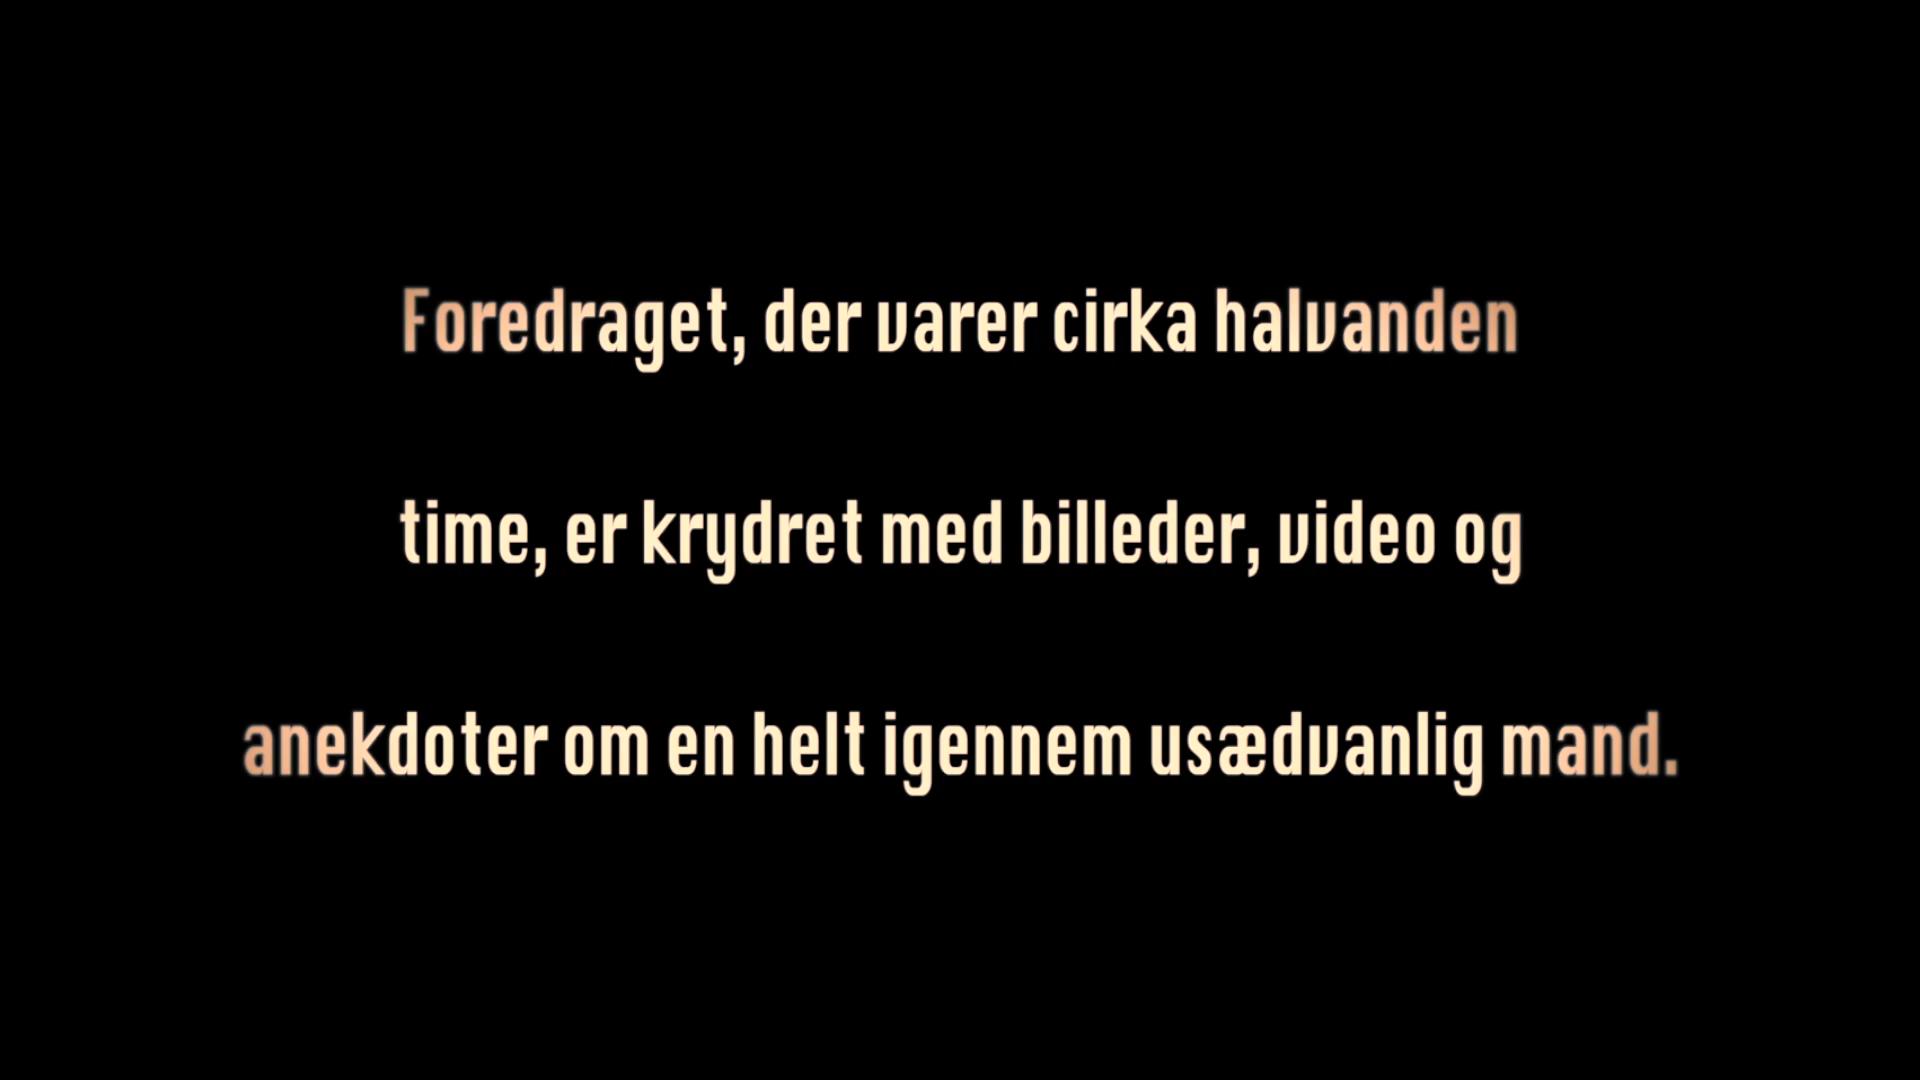 Foredraget, der varer cirka halvanden
time, er krydret med billeder, video og
anekdoter om en helt igennem usædvanlig mand.